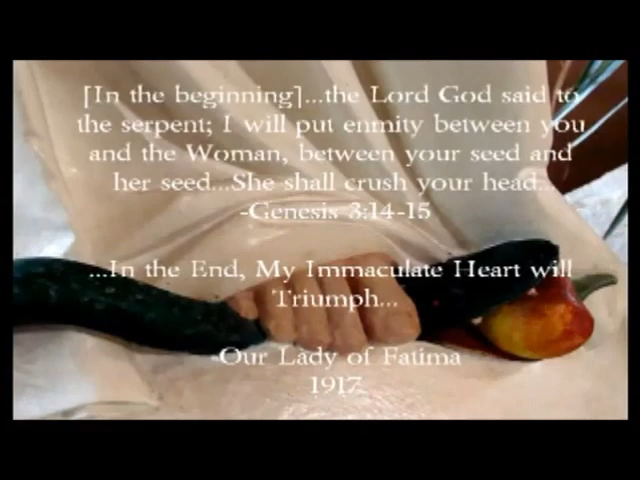 [In the beginning]...the Lord God said to
the serpent; I will put enmity between you
and the Woman, between your seed and
her seed...She shall crush your head...
-Genesis 3:14-15
...In the End, My Immaculate Heart will
Triumph...
-Our Lady of Fatima
1917